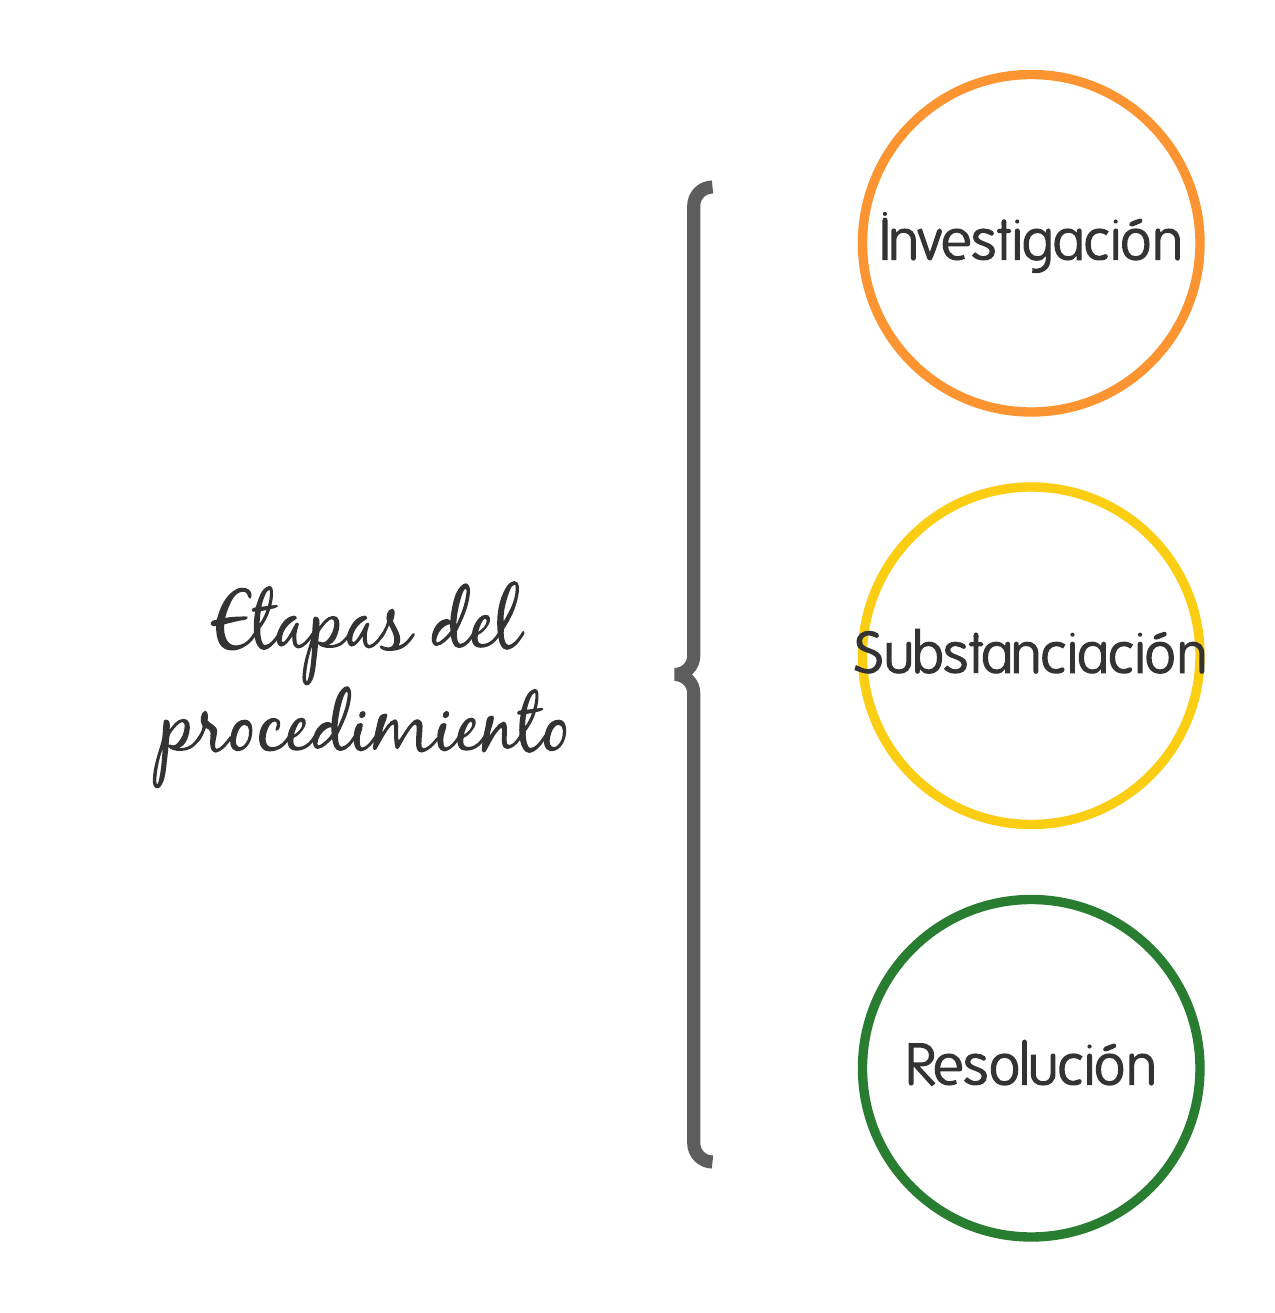 Etapas del
procedimiento
Investigación
Substanciación
Resolución